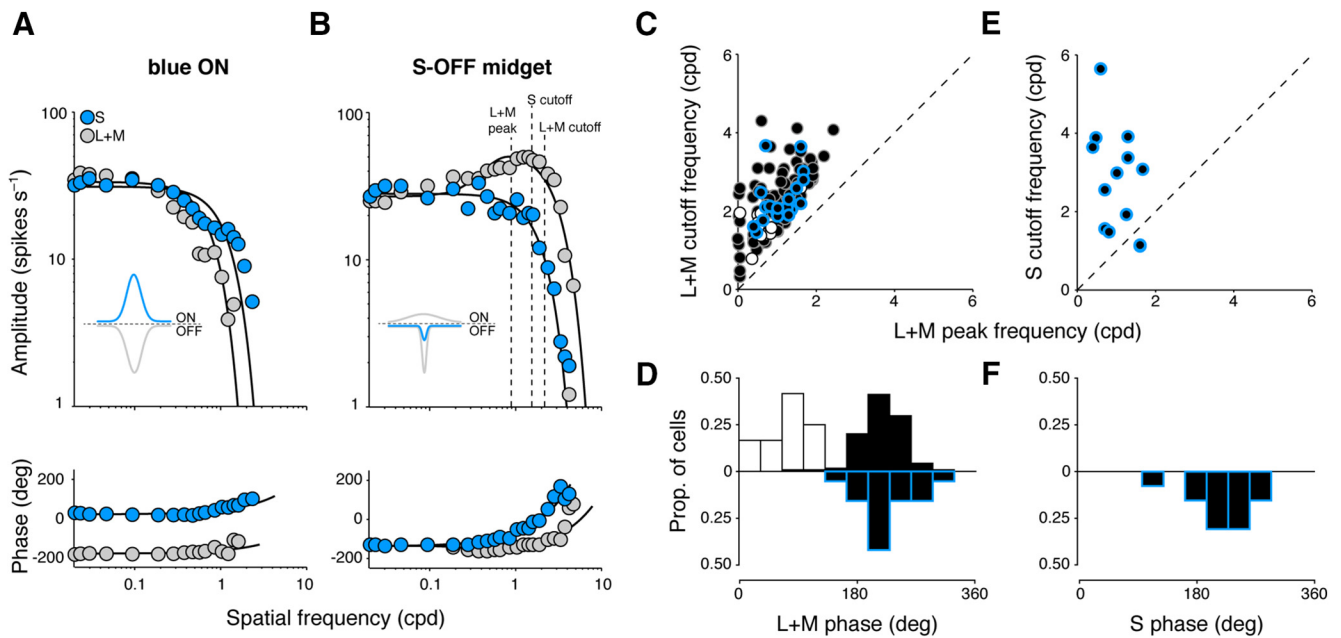 A
blue ON
100
S
L+M
10
ON
OFF
1
Amplitude (spikes s⁻¹)
200
0
-200
Phase (deg)
0.1
1
10
B
S-OFF midget
100
L+M
peak
S cutoff
L+M cutoff
10
ON
OFF
1
200
0
-200
0.1
1
10
Spatial frequency (cpd)
C
6
4
2
0
L+M cutoff frequency (cpd)
0
2
4
6
E
6
4
2
0
S cutoff frequency (cpd)
0
2
4
6
L+M peak frequency (cpd)
D
0.50
0.25
0
0.25
0.50
Prop. of cells
0
180
360
L+M phase (deg)
F
0.50
0.25
0
0.25
0.50
0
180
360
S phase (deg)